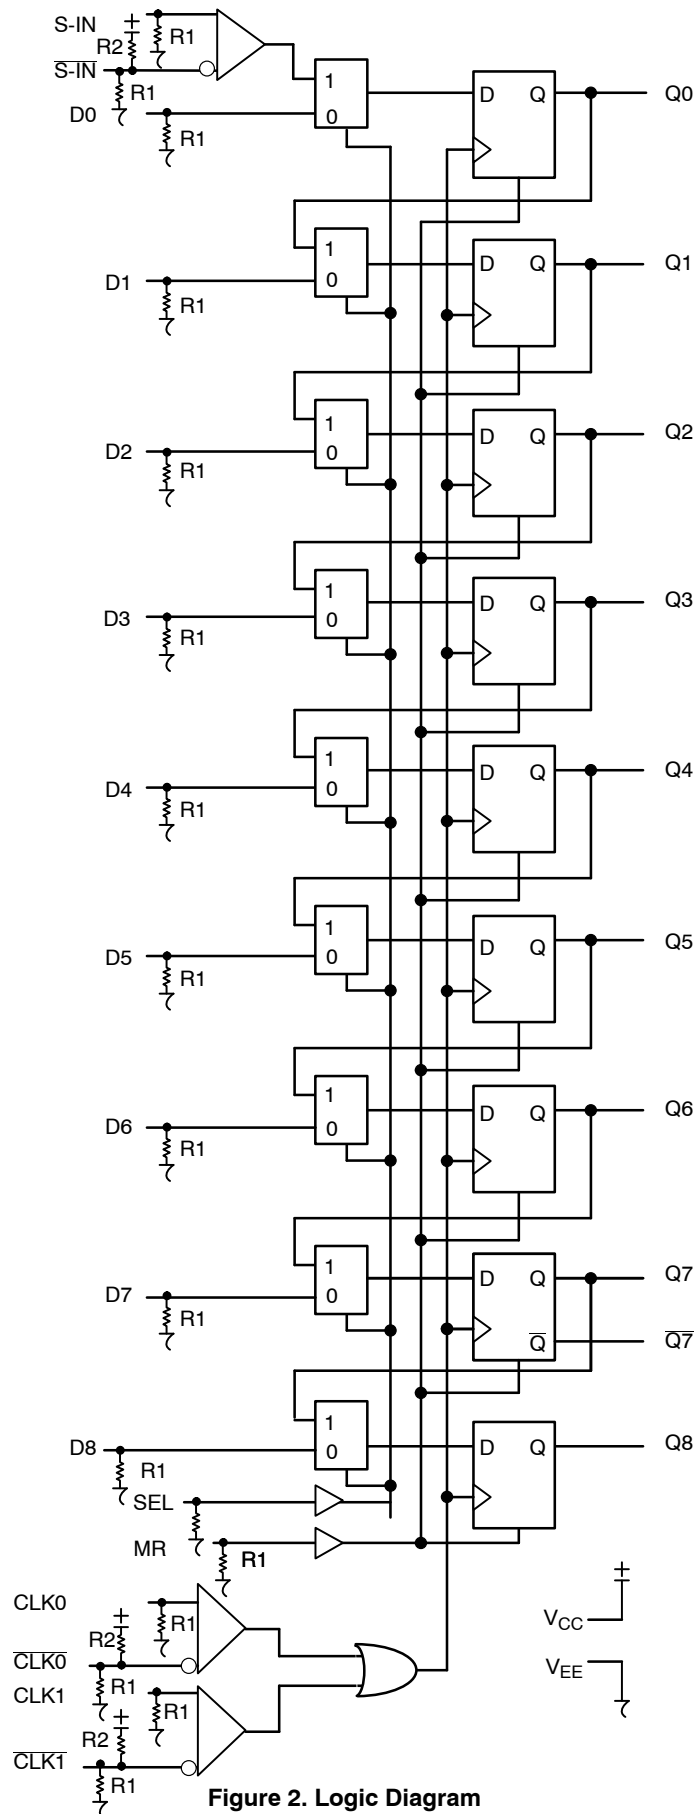 S-IN
R2 R1
S-IN
R1
D0
R1
1
0
D Q Q0
D1
R1
1
0
D Q Q1
D2
R1
1
0
D Q Q2
D3
R1
1
0
D Q Q3
D4
R1
1
0
D Q Q4
D5
R1
1
0
D Q Q5
D6
R1
1
0
D Q Q6
D7
R1
1
0
D Q Q7
Q Q7
D8
R1
1
0
D Q Q8
SEL
MR
R1
CLK0
R1
R2
CLK0
R1
CLK1
R1
R2
CLK1
R1
VCC
VEE
Figure 2. Logic Diagram